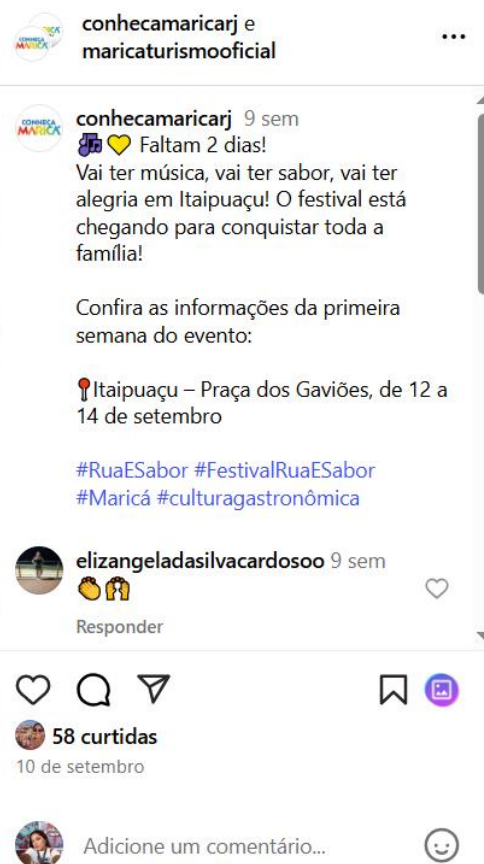 conhecamaricarj e
maricaturismooficial
CONHEÇA
MARICÁ
conhecamaricarj 9 sem
🎶💛 Faltam 2 dias!
Vai ter música, vai ter sabor, vai ter
alegria em Itaipuaçu! O festival está
chegando para conquistar toda a
família!
Confira as informações da primeira
semana do evento:
📍Itaipuaçu – Praça dos Gaviões, de 12 a
14 de setembro
#RuaESabor #FestivalRuaESabor
#Maricá #culturagastronômica
elizangeladasilvacardosoo 9 sem
👏🙌
Responder
58 curtidas
10 de setembro
Adicione um comentário...